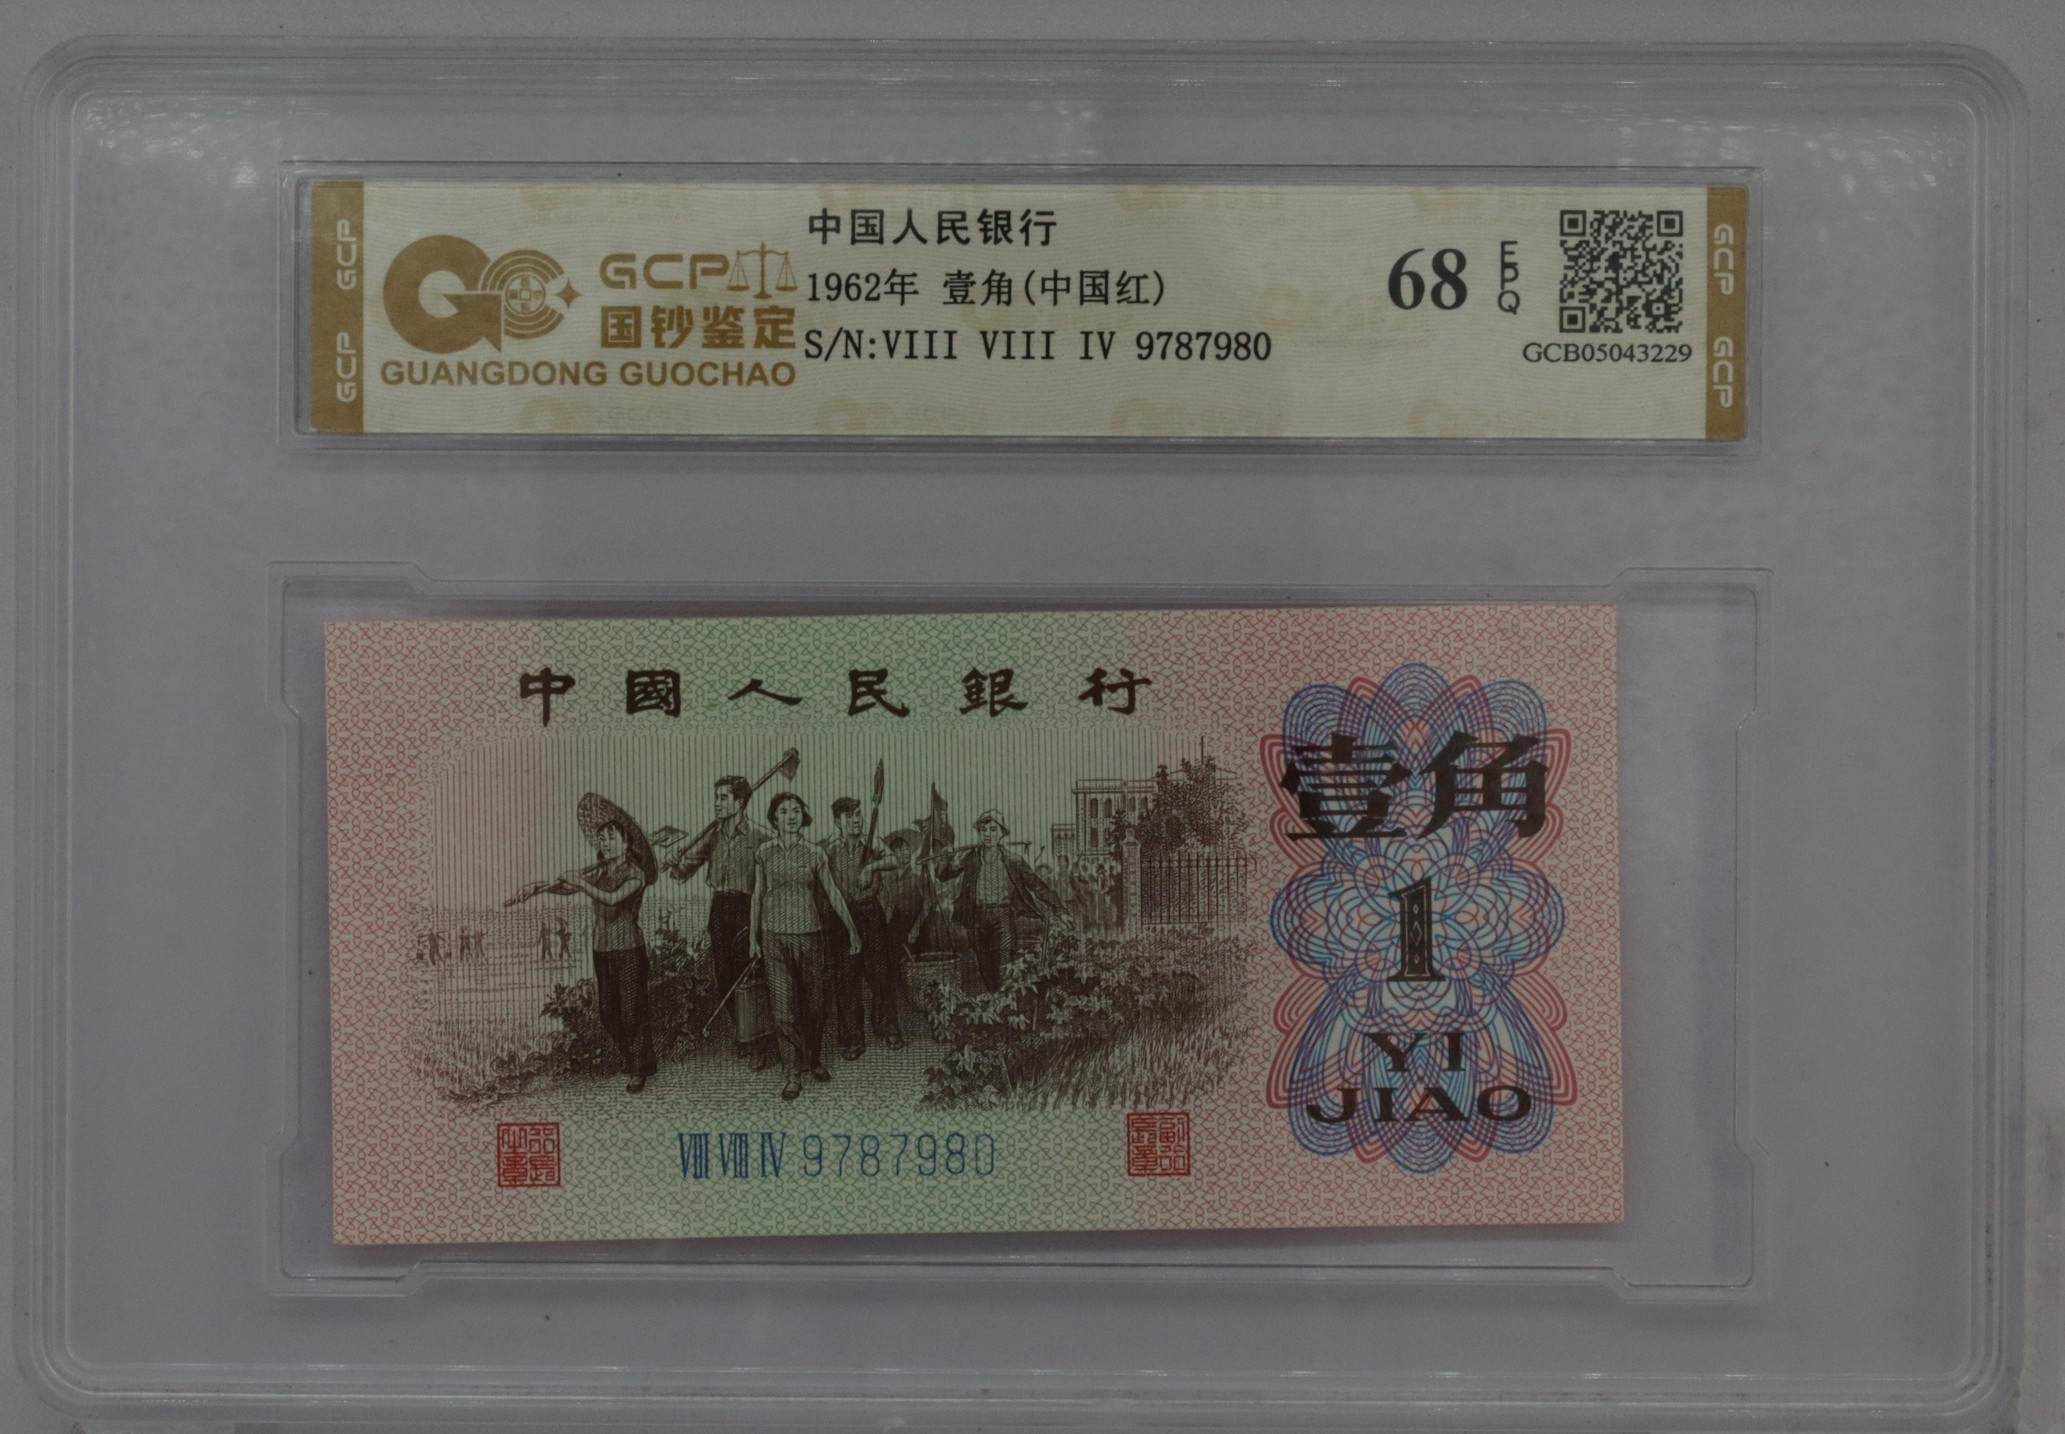 GCP
GCP
GCP
国钞鉴定
GUANGDONG GUOCHAO
中国人民银行
1962年 壹角(中国红)
S/N:VIII VIII IV 9787980
68
EPQ
GCB05043229
GCP
GCP
中國人民銀行
壹角
1
YI
JIAO
VIII VIII IV 9787980